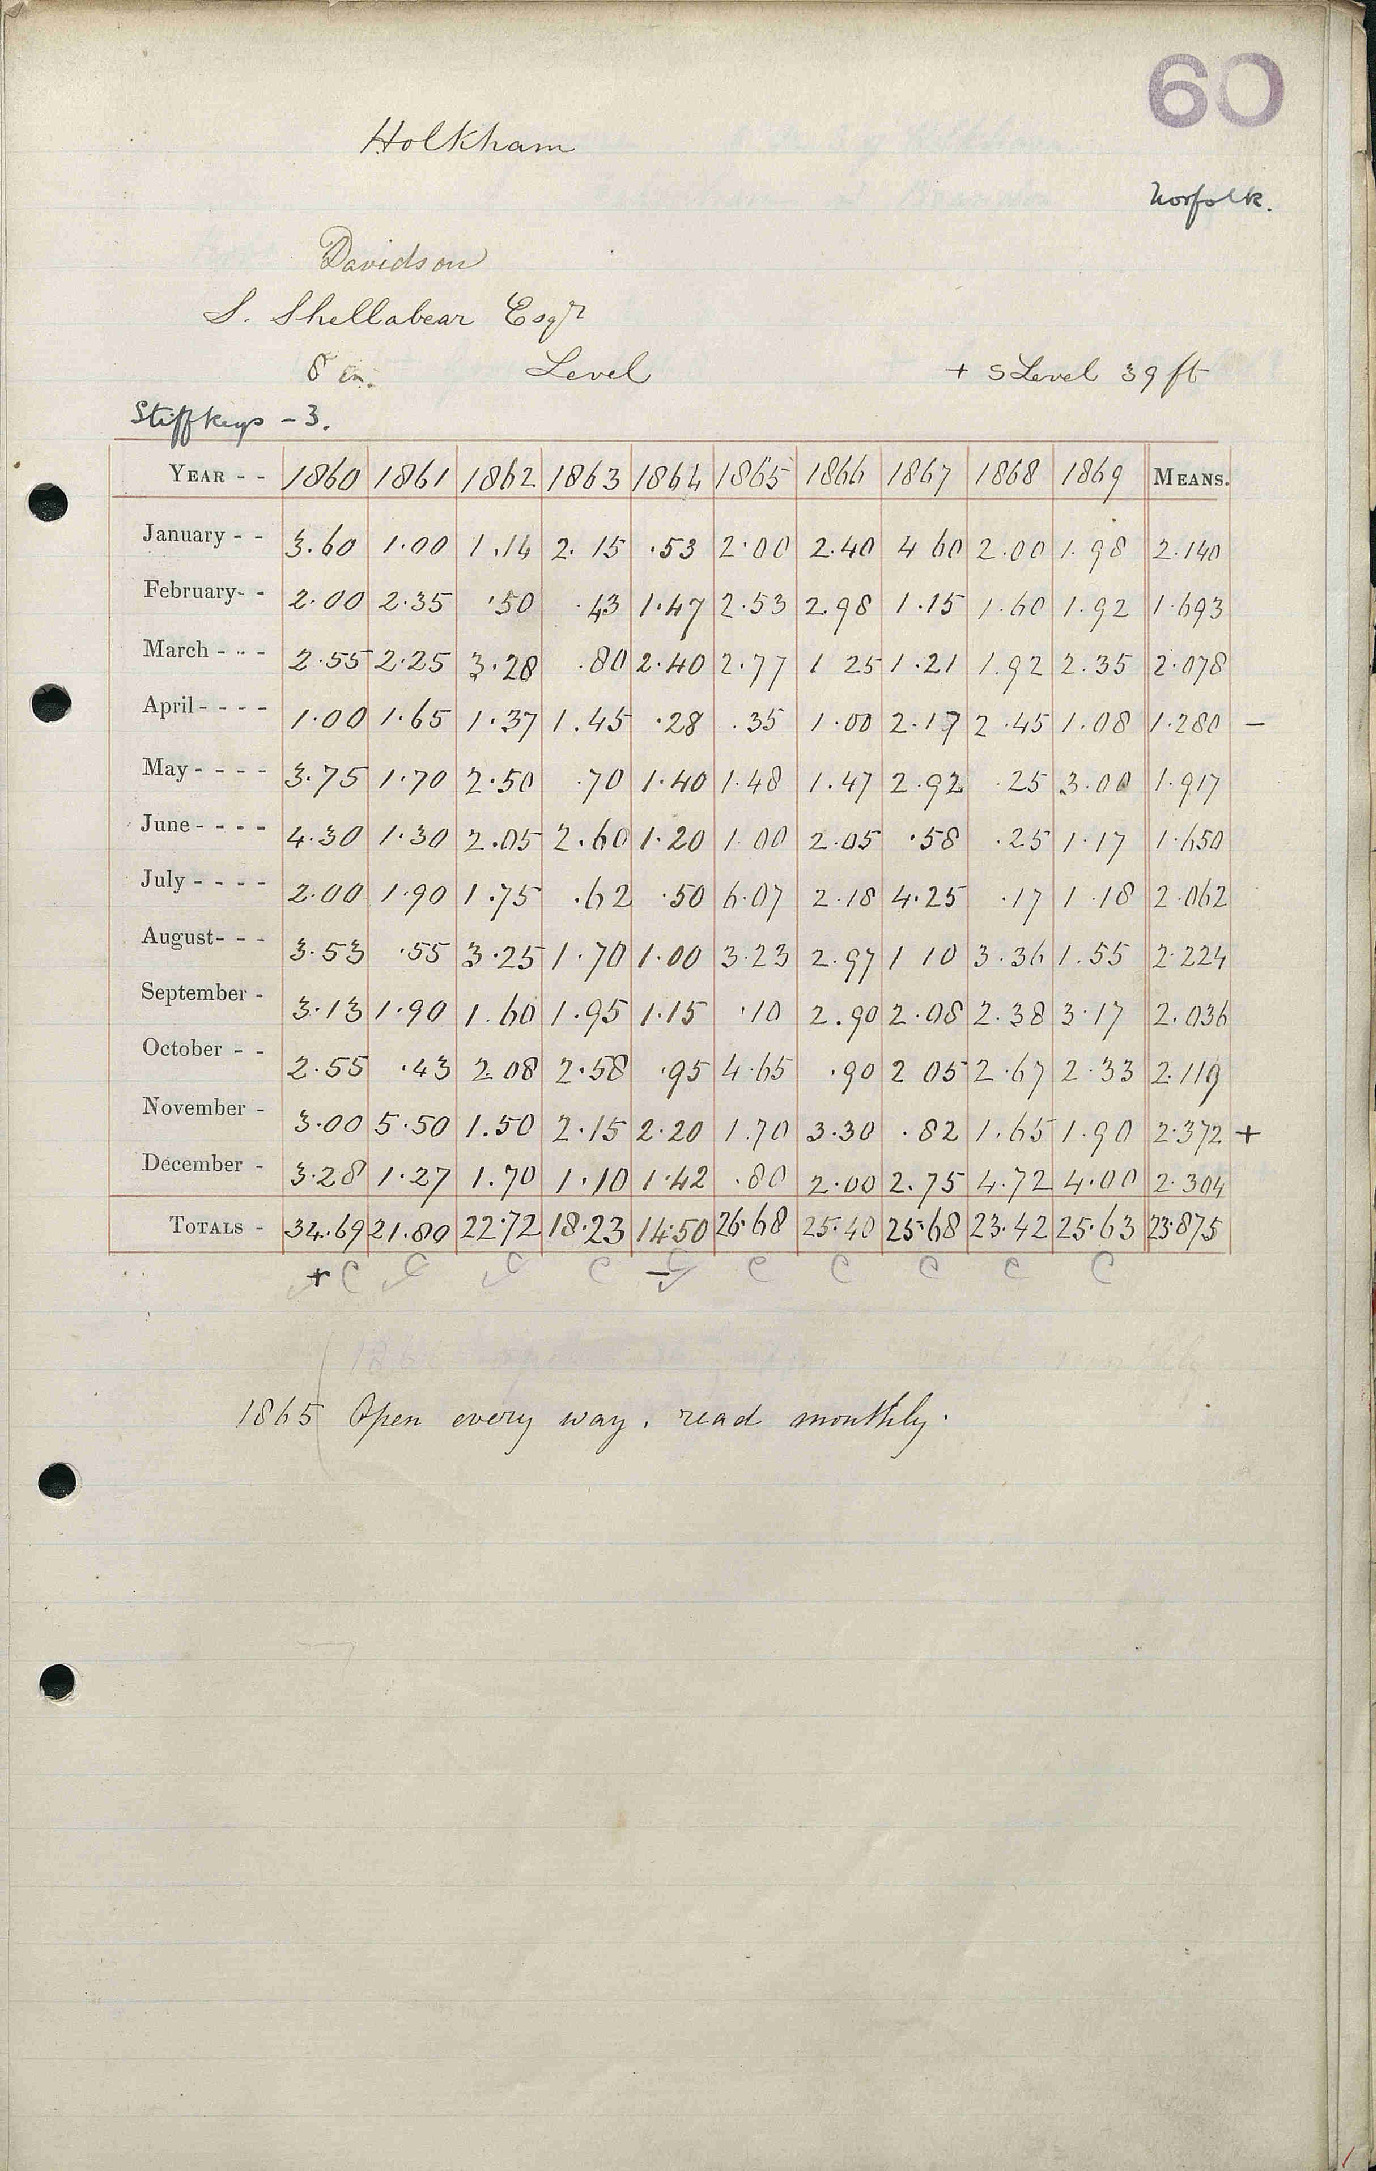 60
Holkham
Norfolk.
Davidson
S. Shellabear Esqr
8 in. Level + S Level 39 ft
Stiffkeys - 3.
YEAR - - 1860 1861 1862 1863 1864 1865 1866 1867 1868 1869 MEANS.
January - - 3.60 1.00 1.14 2.15 .53 2.00 2.40 4 60 2.00 1.98 2.140
February- - 2.00 2.35 .50 .43 1.47 2.53 2.98 1.15 1.60 1.92 1.693
March - - - 2.55 2.25 3.28 .80 2.40 2.77 1 25 1.21 1.92 2.35 2.078
April - - - - 1.00 1.65 1.37 1.45 .28 .35 1.00 2.17 2.45 1.08 1.280 -
May - - - - 3.75 1.70 2.50 .70 1.40 1.48 1.47 2.92 .25 3.00 1.917
June - - - - 4.30 1.30 2.05 2.60 1.20 1.00 2.05 .58 .25 1.17 1.650
July - - - - 2.00 1.90 1.75 .62 .50 6.07 2.18 4.25 .17 1.18 2.062
August- - - 3.53 .55 3.25 1.70 1.00 3.23 2.97 1 10 3.36 1.55 2.224
September - 3.13 1.90 1.60 1.95 1.15 .10 2.90 2.08 2.38 3.17 2.036
October - - 2.55 .43 2.08 2.58 .95 4.65 .90 2 05 2.67 2.33 2.119
November - 3.00 5.50 1.50 2.15 2.20 1.70 3.30 .82 1.65 1.90 2.372 +
December - 3.28 1.27 1.70 1.10 1.42 .80 2.00 2.75 4.72 4.00 2.304
TOTALS - 34.69 21.80 22.72 18.23 14.50 26.68 25.40 25.68 23.42 25.63 23.875
+ C C C C - C C C C C C
1865 Open every way. read monthly.